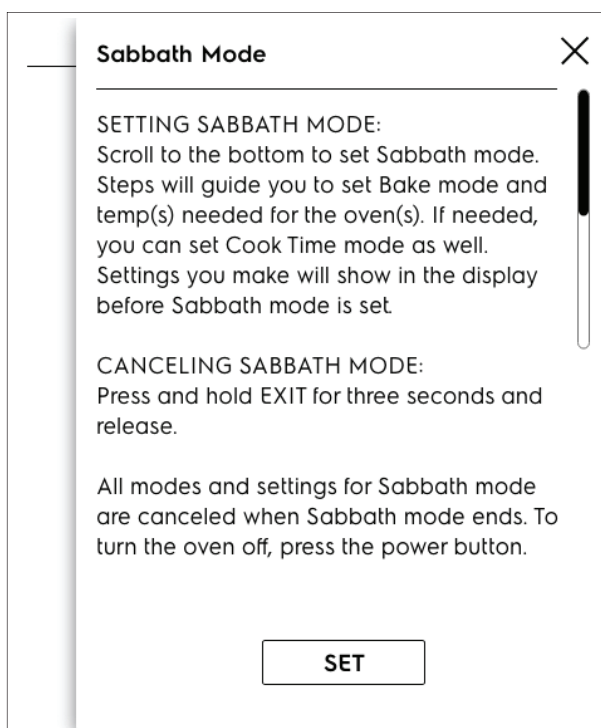 Sabbath Mode
SETTING SABBATH MODE:
Scroll to the bottom to set Sabbath mode.
Steps will guide you to set Bake mode and
temp(s) needed for the oven(s). If needed,
you can set Cook Time mode as well.
Settings you make will show in the display
before Sabbath mode is set.
CANCELING SABBATH MODE:
Press and hold EXIT for three seconds and
release.
All modes and settings for Sabbath mode
are canceled when Sabbath mode ends. To
turn the oven off, press the power button.
SET